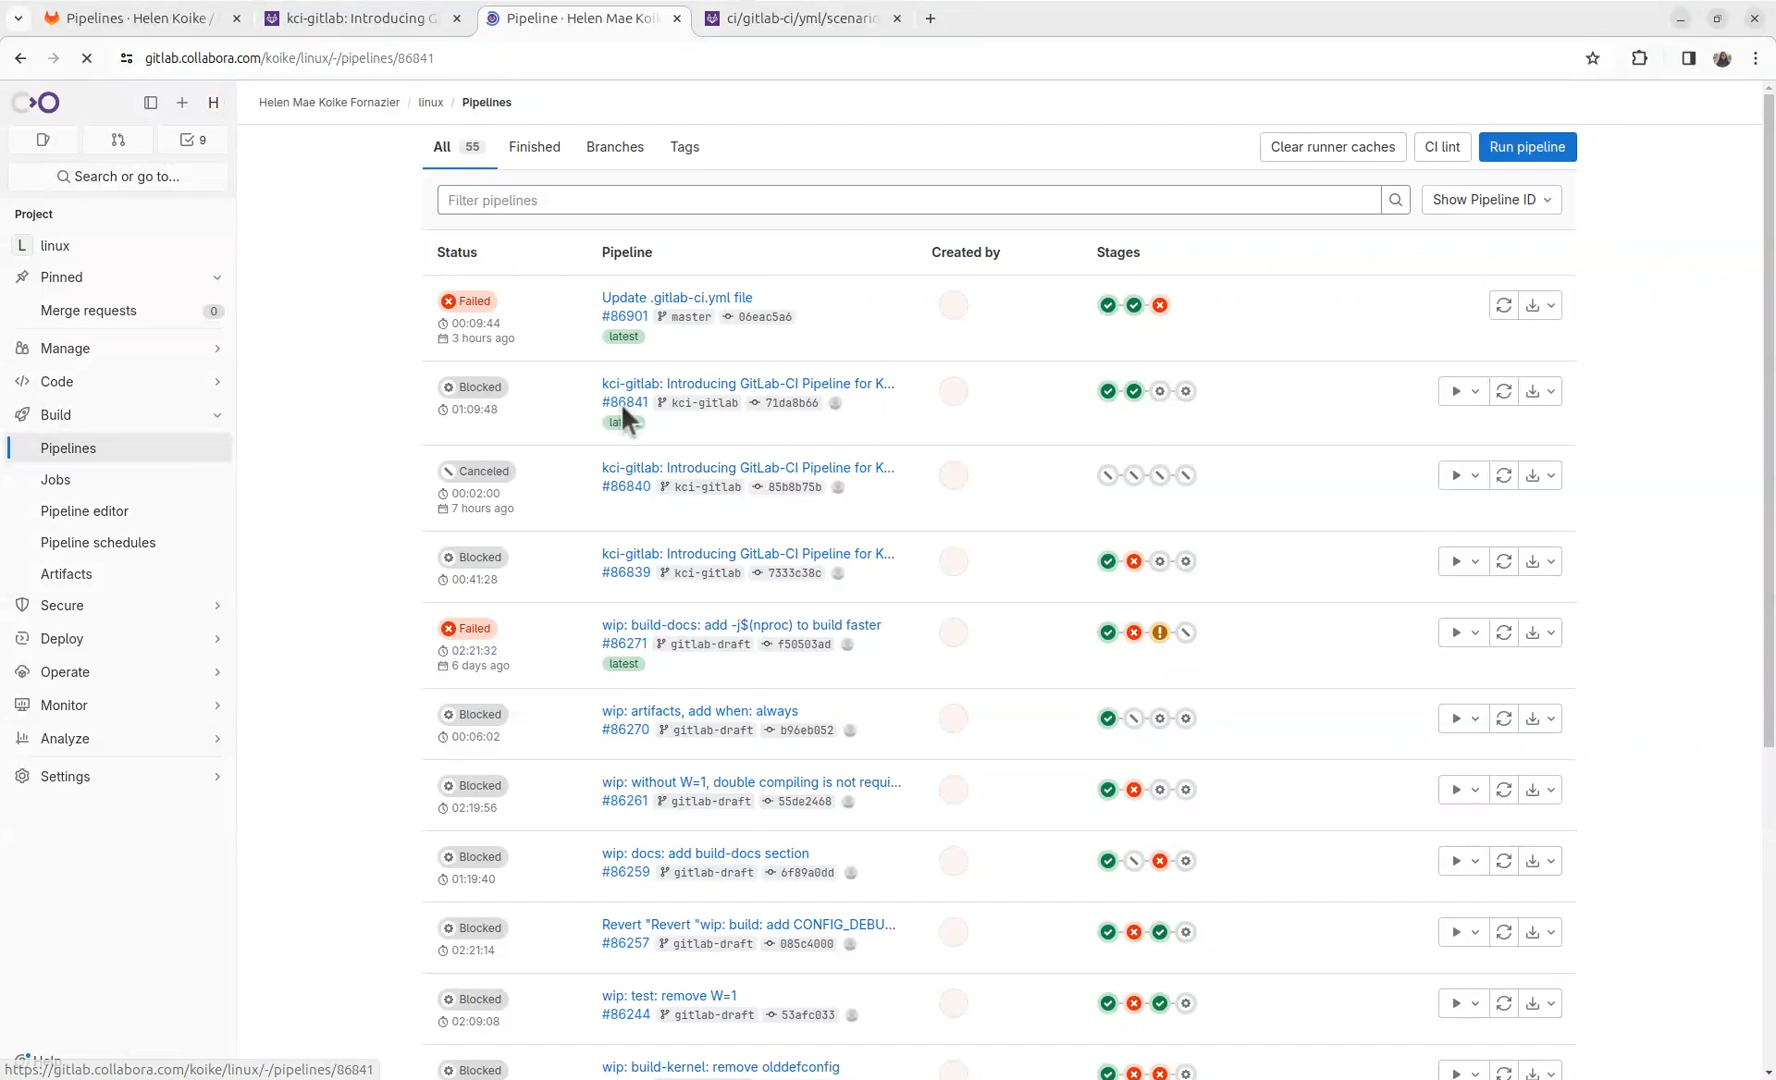 Pipelines · Helen Koike /
kci-gitlab: Introducing G
Pipeline · Helen Mae Koik
ci/gitlab-ci/yml/scenario
gitlab.collabora.com/koike/linux/-/pipelines/86841
H
9
Search or go to...
Project
L linux
Pinned
Merge requests 0
Manage
Code
Build
Pipelines
Jobs
Pipeline editor
Pipeline schedules
Artifacts
Secure
Deploy
Operate
Monitor
Analyze
Settings
Help
Helen Mae Koike Fornazier / linux / Pipelines
All 55 Finished Branches Tags
Clear runner caches CI lint Run pipeline
Filter pipelines
Show Pipeline ID
Status Pipeline Created by Stages
Failed
00:09:44
3 hours ago
Update .gitlab-ci.yml file
#86901 master 06eac5a6
latest
Blocked
01:09:48
kci-gitlab: Introducing GitLab-CI Pipeline for K...
#86841 kci-gitlab 71da8b66
Canceled
00:02:00
7 hours ago
kci-gitlab: Introducing GitLab-CI Pipeline for K...
#86840 kci-gitlab 85b8b75b
Blocked
00:41:28
kci-gitlab: Introducing GitLab-CI Pipeline for K...
#86839 kci-gitlab 7333c38c
Failed
02:21:32
6 days ago
wip: build-docs: add -j$(nproc) to build faster
#86271 gitlab-draft f50503ad
latest
Blocked
00:06:02
wip: artifacts, add when: always
#86270 gitlab-draft b96eb052
Blocked
02:19:56
wip: without W=1, double compiling is not requi...
#86261 gitlab-draft 55de2468
Blocked
01:19:40
wip: docs: add build-docs section
#86259 gitlab-draft 6f89a0dd
Blocked
02:21:14
Revert "Revert "wip: build: add CONFIG_DEBU...
#86257 gitlab-draft 085c4000
Blocked
02:09:08
wip: test: remove W=1
#86244 gitlab-draft 53afc033
Blocked
wip: build-kernel: remove olddefconfig
https://gitlab.collabora.com/koike/linux/-/pipelines/86841